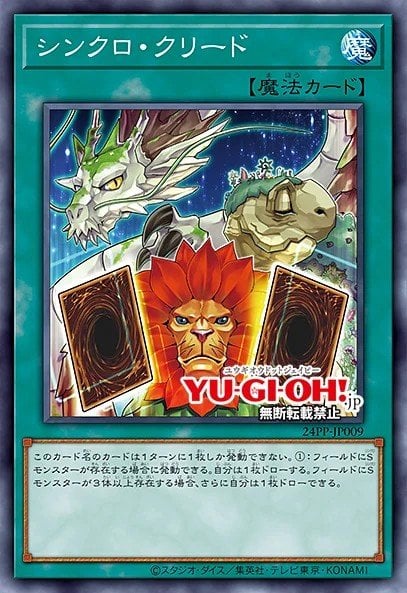 シンクロ・クリード
魔
【魔法カード】
ユウギオウドットジェイピー
YU-GI-OH!.jp
無断転載禁止
24PP-JP009
このカード名のカードは1ターンに1枚しか発動できない。①:フィールドにS
モンスターが存在する場合に発動できる。自分は1枚ドローする。フィールドにS
モンスターが3体以上存在する場合、さらに自分は1枚ドローできる。
©スタジオ・ダイス/集英社・テレビ東京・KONAMI